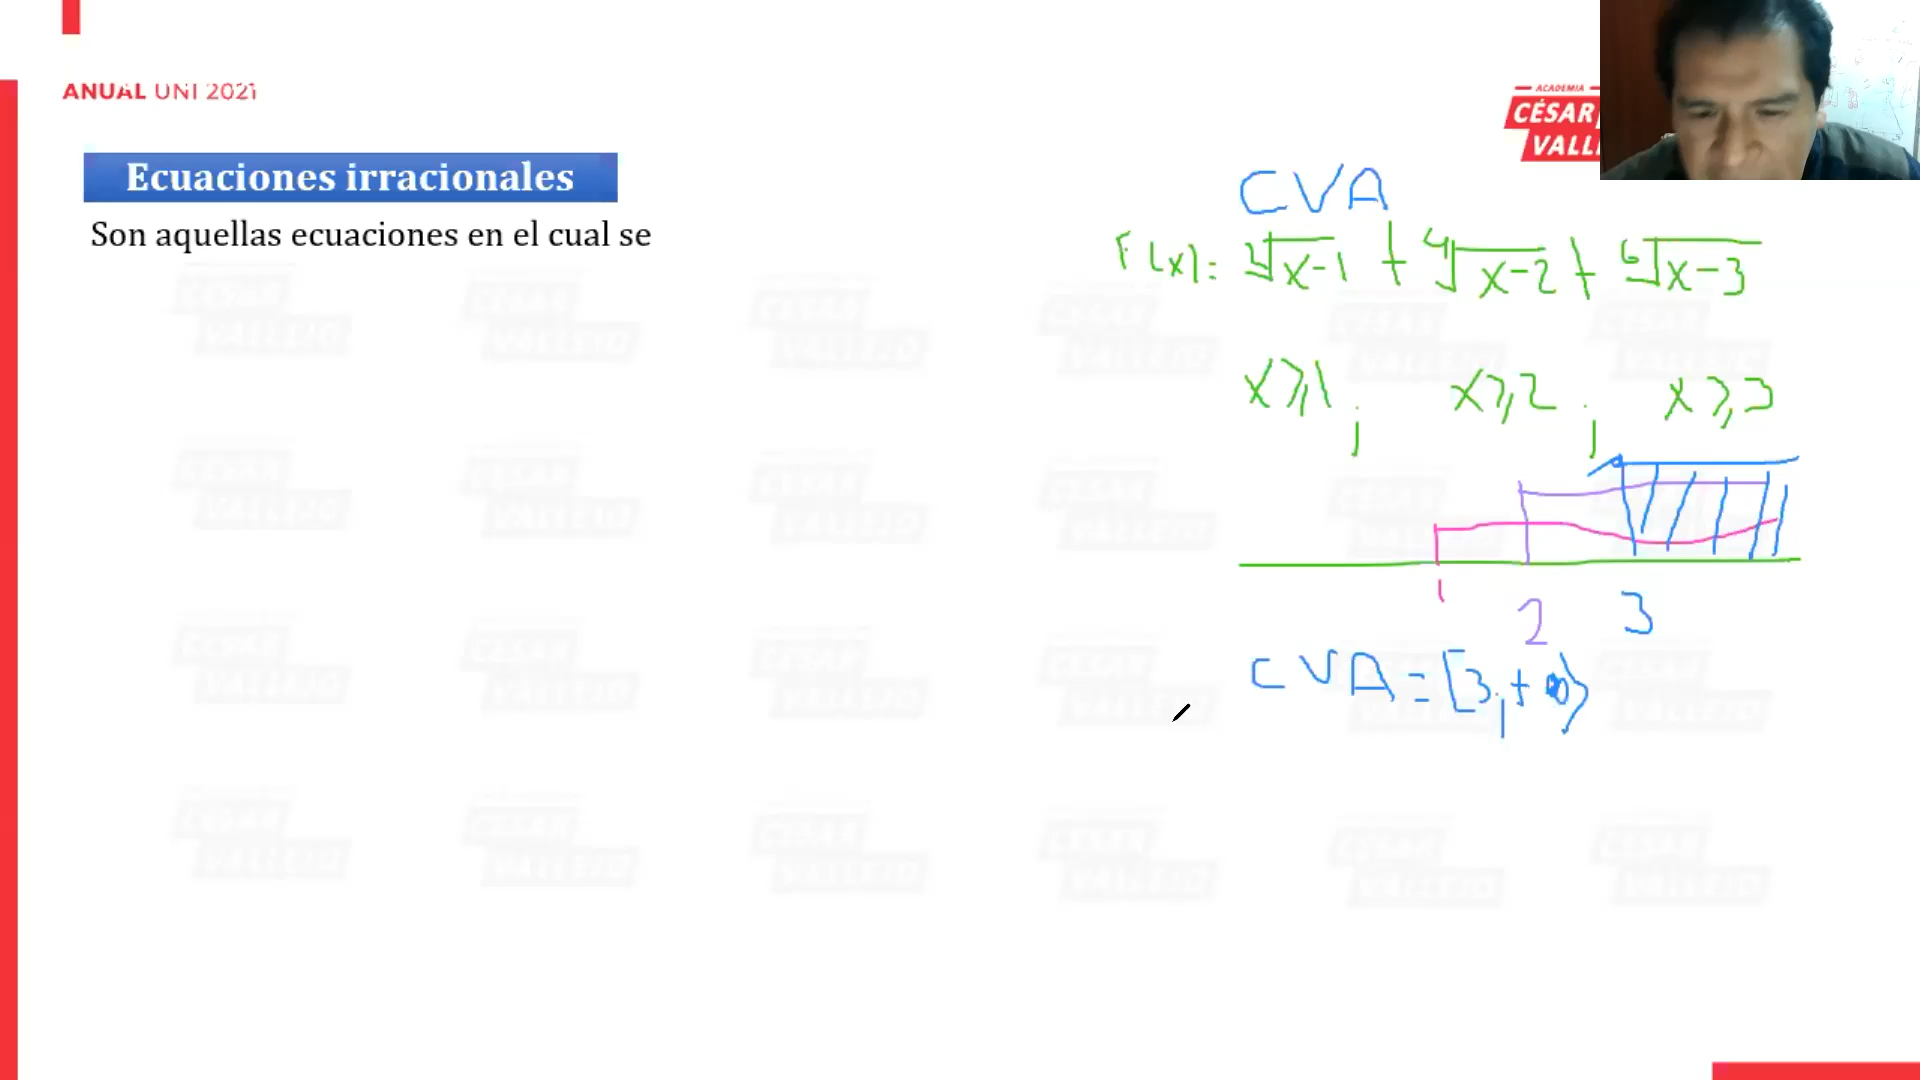 ANUAL UNI 2021
ACADEMIA
CÉSAR
VALL
Ecuaciones irracionales
Son aquellas ecuaciones en el cual se
CVA
F(x): ∜x-2 + ⁶√x-3
x≥1 ; x≥2 ; x≥3
1 2 3
CVA = [3; +∞⟩